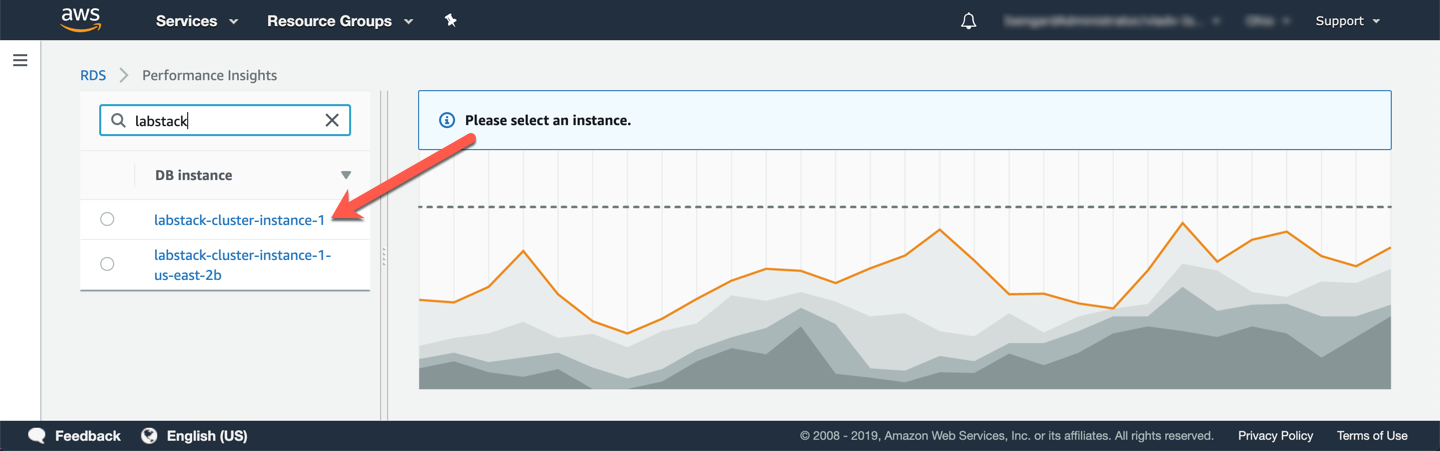 aws
Services
Resource Groups
Support
RDS
Performance Insights
labstack
Please select an instance.
DB instance
labstack-cluster-instance-1
labstack-cluster-instance-1-
us-east-2b
Feedback
English (US)
© 2008 - 2019, Amazon Web Services, Inc. or its affiliates. All rights reserved.
Privacy Policy
Terms of Use